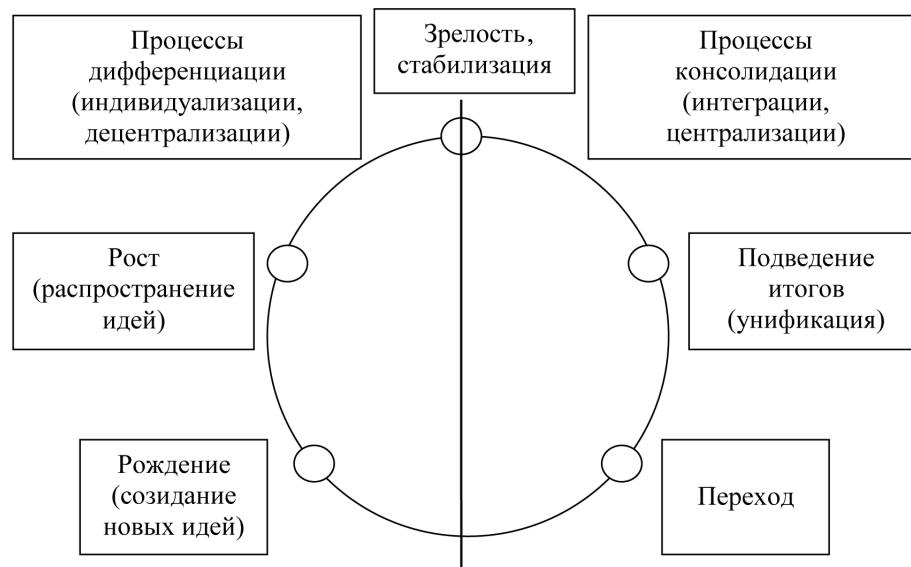 Процессы
дифференциации
(индивидуализации,
децентрализации)
Зрелость,
стабилизация
Процессы
консолидации
(интеграции,
централизации)
Рост
(распространение
идей)
Подведение
итогов
(унификация)
Рождение
(созидание
новых идей)
Переход